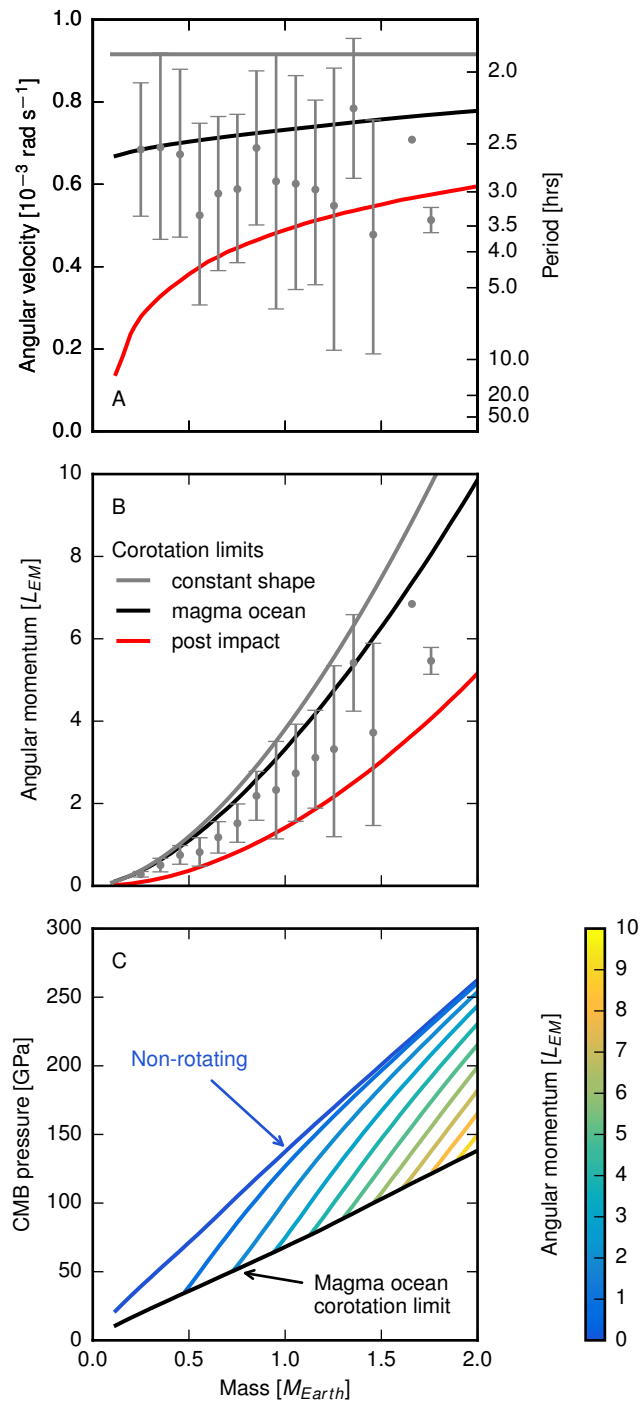 1.0
0.8
0.6
0.4
0.2
0.0
Angular velocity [10⁻³ rad s⁻¹]
2.0
2.5
3.0
3.5
4.0
5.0
10.0
20.0
50.0
Period [hrs]
A
10
8
6
4
2
0
Angular momentum [L_EM]
B
Corotation limits
constant shape
magma ocean
post impact
300
250
200
150
100
50
0
CMB pressure [GPa]
C
Non-rotating
Magma ocean
corotation limit
0.0 0.5 1.0 1.5 2.0
Mass [M_Earth]
10
9
8
7
6
5
4
3
2
1
0
Angular momentum [L_EM]